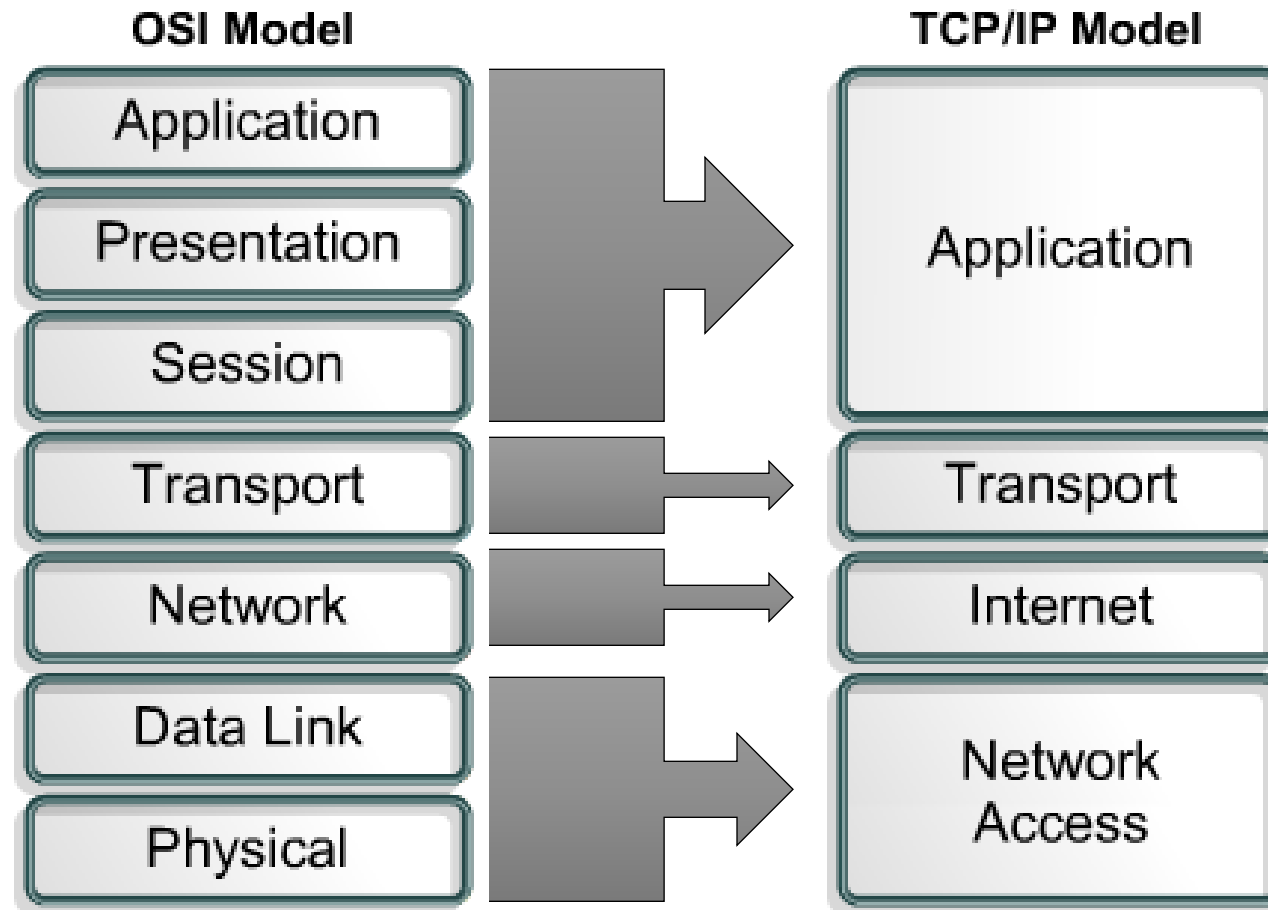 OSI Model
TCP/IP Model
Application
Presentation
Session
Transport
Network
Data Link
Physical
Application
Transport
Internet
Network
Access